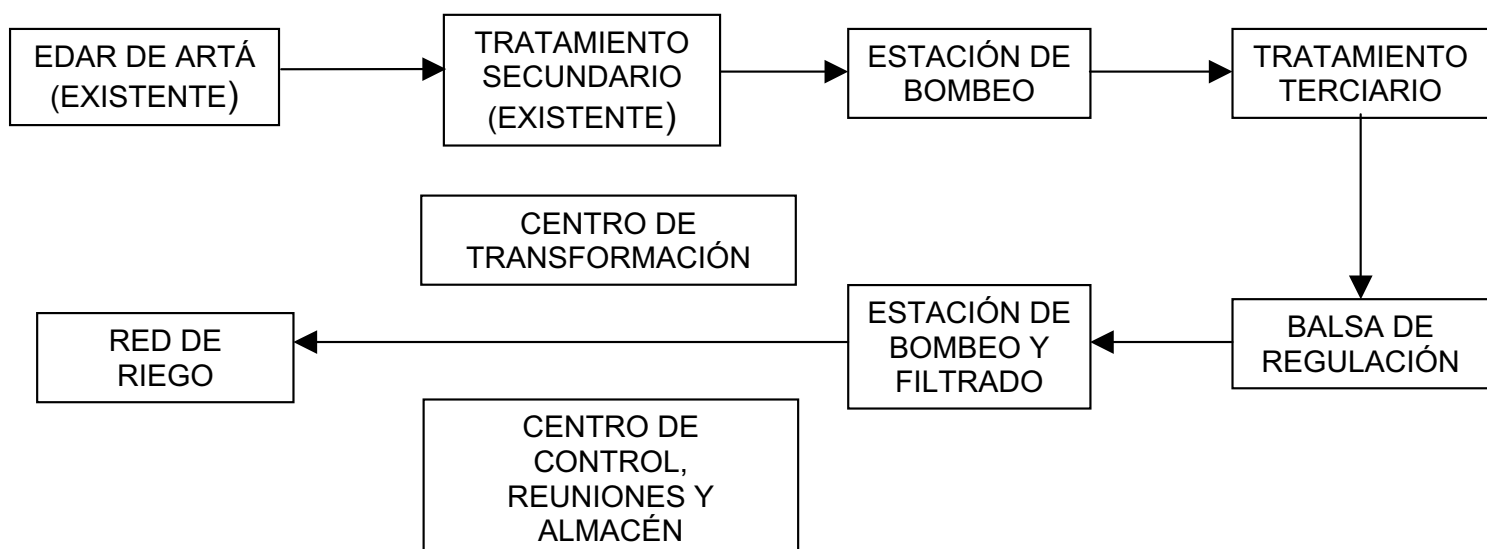 EDAR DE ARTÁ
(EXISTENTE)
TRATAMIENTO
SECUNDARIO
(EXISTENTE)
ESTACIÓN DE
BOMBEO
TRATAMIENTO
TERCIARIO
CENTRO DE
TRANSFORMACIÓN
RED DE
RIEGO
ESTACIÓN DE
BOMBEO Y
FILTRADO
BALSA DE
REGULACIÓN
CENTRO DE
CONTROL,
REUNIONES Y
ALMACÉN